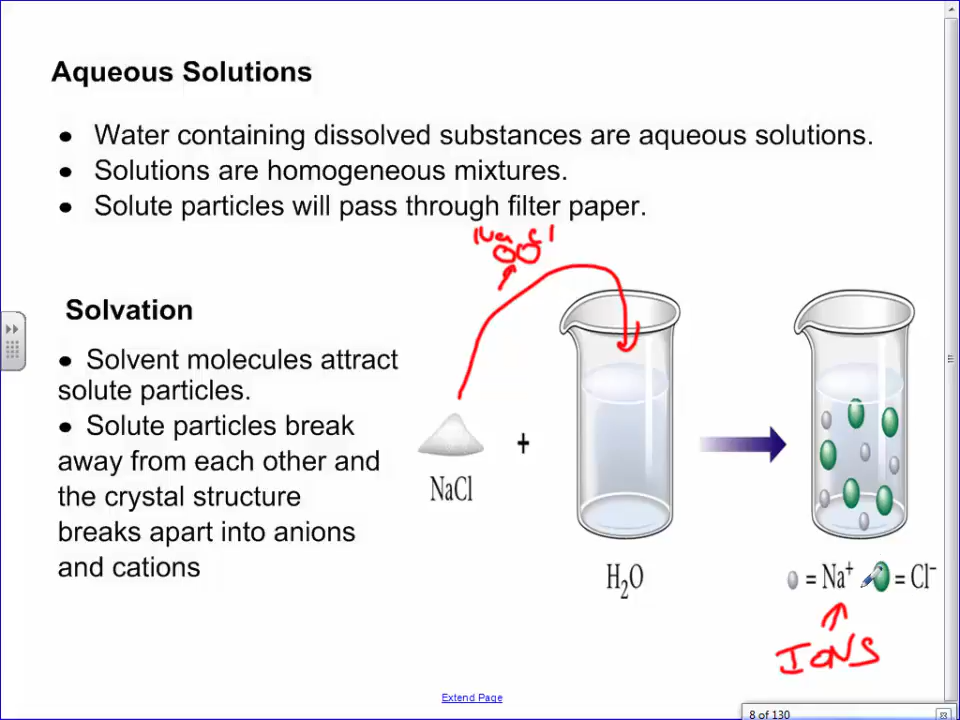 Aqueous Solutions
● Water containing dissolved substances are aqueous solutions.
● Solutions are homogeneous mixtures.
● Solute particles will pass through filter paper.
Na Cl
Solvation
● Solvent molecules attract
solute particles.
● Solute particles break
away from each other and
the crystal structure
breaks apart into anions
and cations
+
NaCl
H₂O
= Na⁺ = Cl⁻
IONS
Extend Page
8 of 130